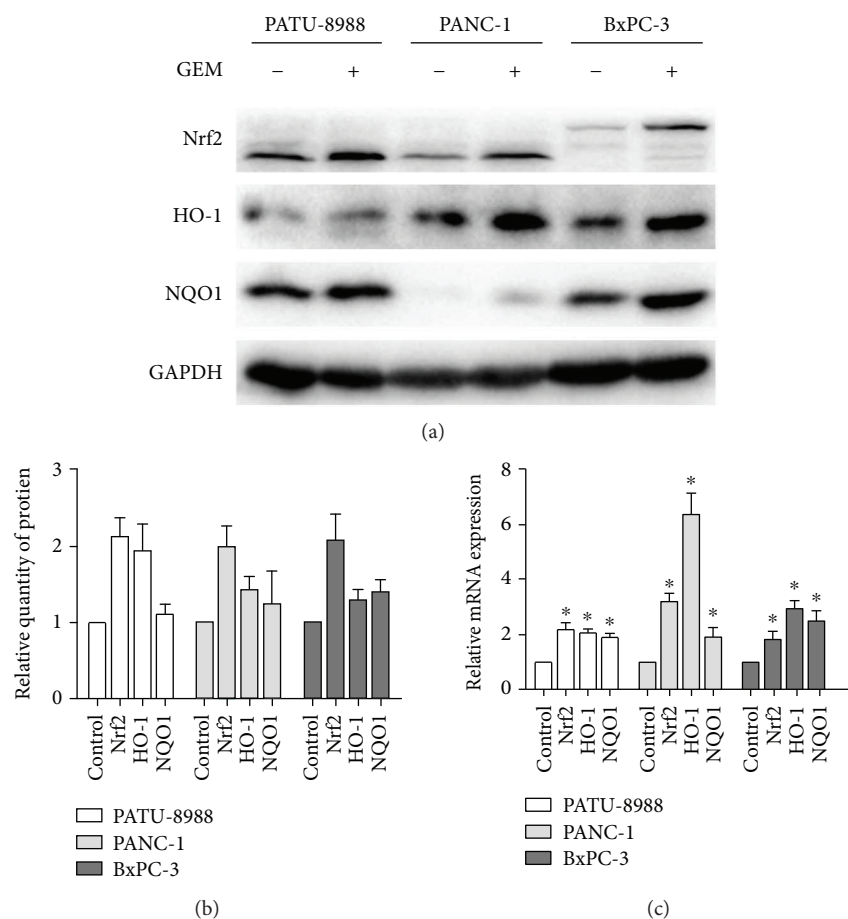 PATU-8988 PANC-1 BxPC-3
GEM − + − + − +
Nrf2
HO-1
NQO1
GAPDH
(a)
Relative quantity of protien
3
2
1
0
Control Nrf2 HO-1 NQO1 Control Nrf2 HO-1 NQO1 Control Nrf2 HO-1 NQO1
PATU-8988
PANC-1
BxPC-3
(b)
Relative mRNA expression
8
6
4
2
0
* * * * * * * * *
Control Nrf2 HO-1 NQO1 Control Nrf2 HO-1 NQO1 Control Nrf2 HO-1 NQO1
PATU-8988
PANC-1
BxPC-3
(c)